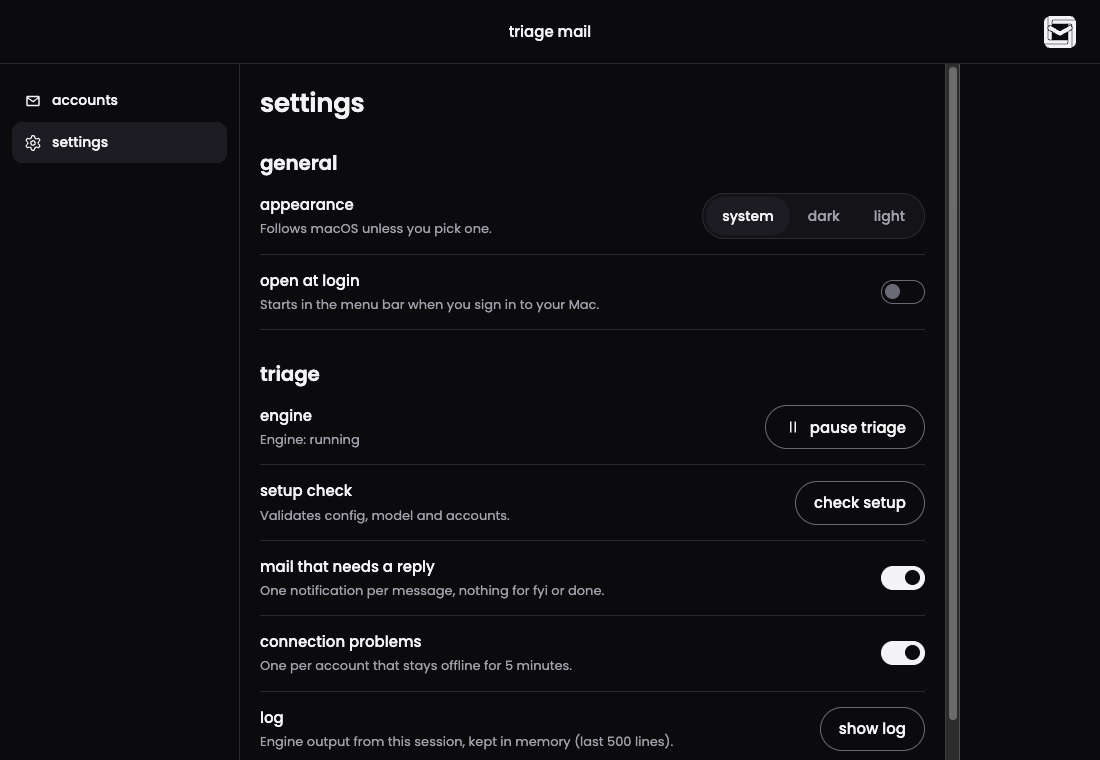 triage mail
accounts
settings
settings
general
appearance
Follows macOS unless you pick one.
system dark light
open at login
Starts in the menu bar when you sign in to your Mac.
triage
engine
Engine: running
pause triage
setup check
Validates config, model and accounts.
check setup
mail that needs a reply
One notification per message, nothing for fyi or done.
connection problems
One per account that stays offline for 5 minutes.
log
Engine output from this session, kept in memory (last 500 lines).
show log